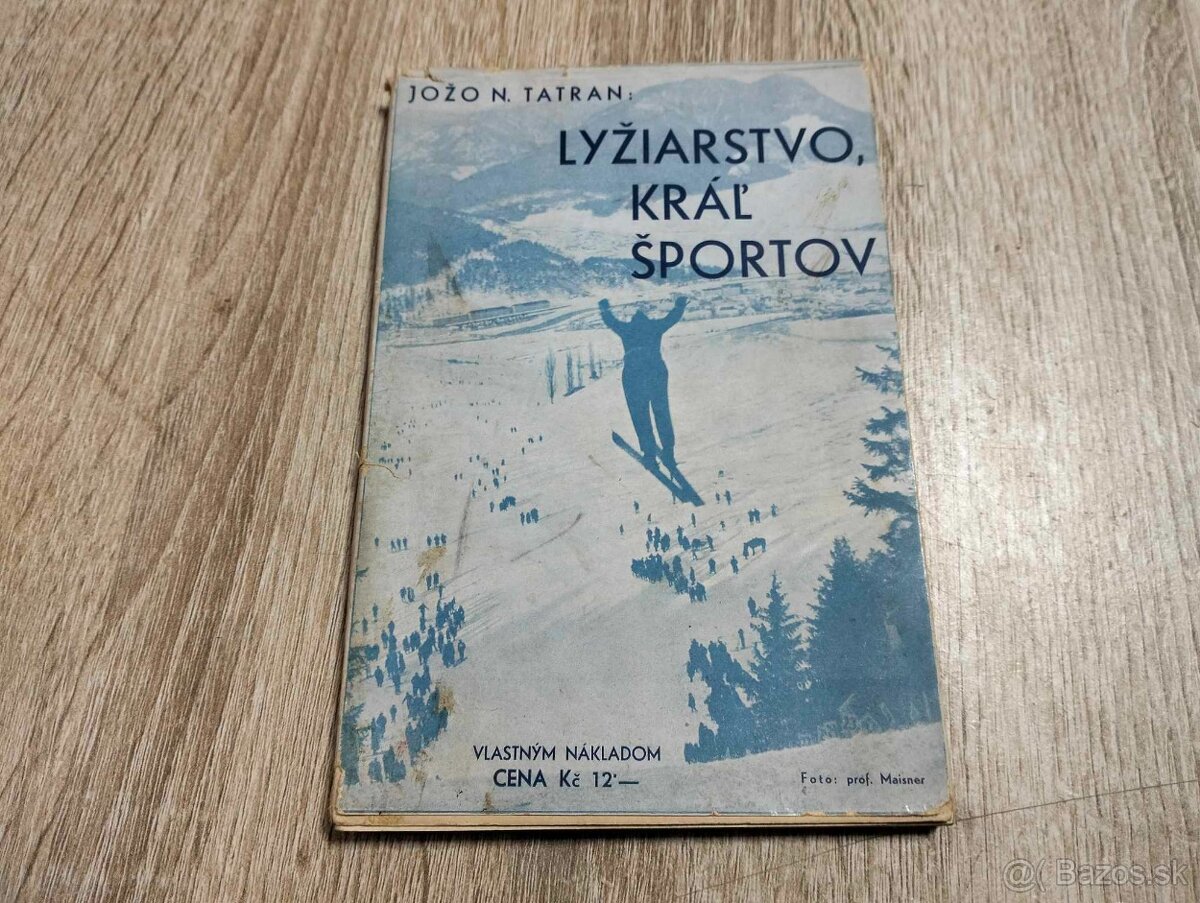 JOŽO N. TATRAN:
LYŽIARSTVO,
KRÁĽ
ŠPORTOV
VLASTNÝM NÁKLADOM
CENA Kč 12·—
Foto: prof. Maisner
@( Bazos.sk